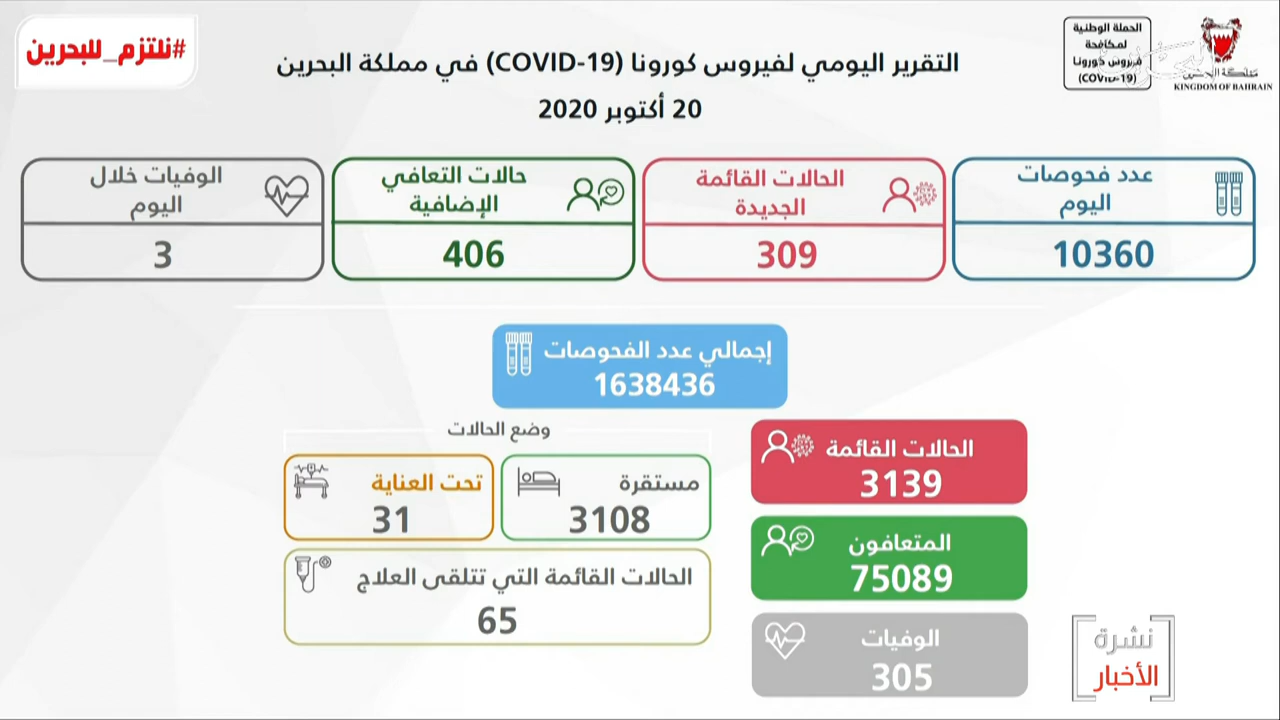 #نلتزم_للبحرين
الحملة الوطنية
لمكافحة
فيروس كورونا
(COVID-19)
مملكة البحرين
KINGDOM OF BAHRAIN
التقرير اليومي لفيروس كورونا (COVID-19) في مملكة البحرين
20 أكتوبر 2020
عدد فحوصات
اليوم
10360
الحالات القائمة
الجديدة
309
حالات التعافي
الإضافية
406
الوفيات خلال
اليوم
3
إجمالي عدد الفحوصات
1638436
الحالات القائمة
3139
المتعافون
75089
الوفيات
305
وضع الحالات
مستقرة
3108
تحت العناية
31
الحالات القائمة التي تتلقى العلاج
65
نشرة
الأخبار